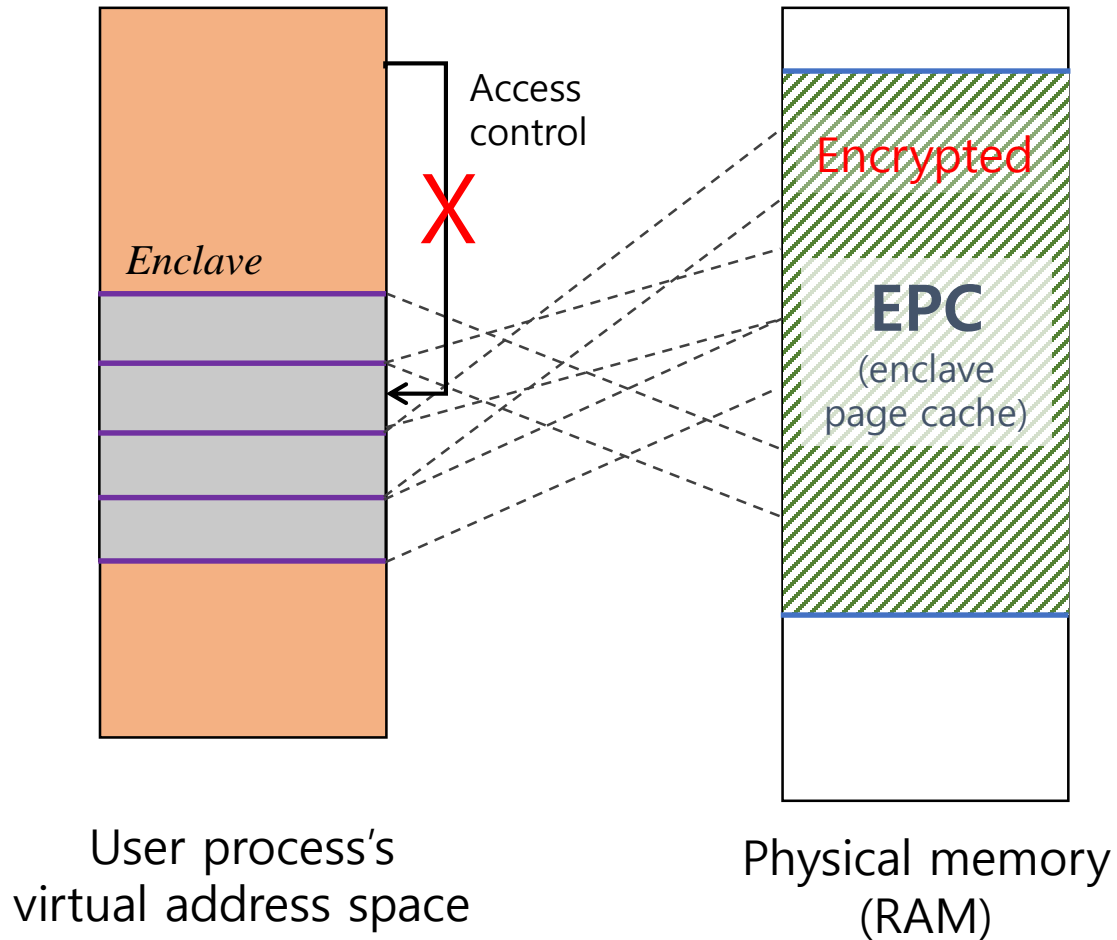 Access
control
X
Enclave
Encrypted
EPC
(enclave
page cache)
User process’s
virtual address space
Physical memory
(RAM)